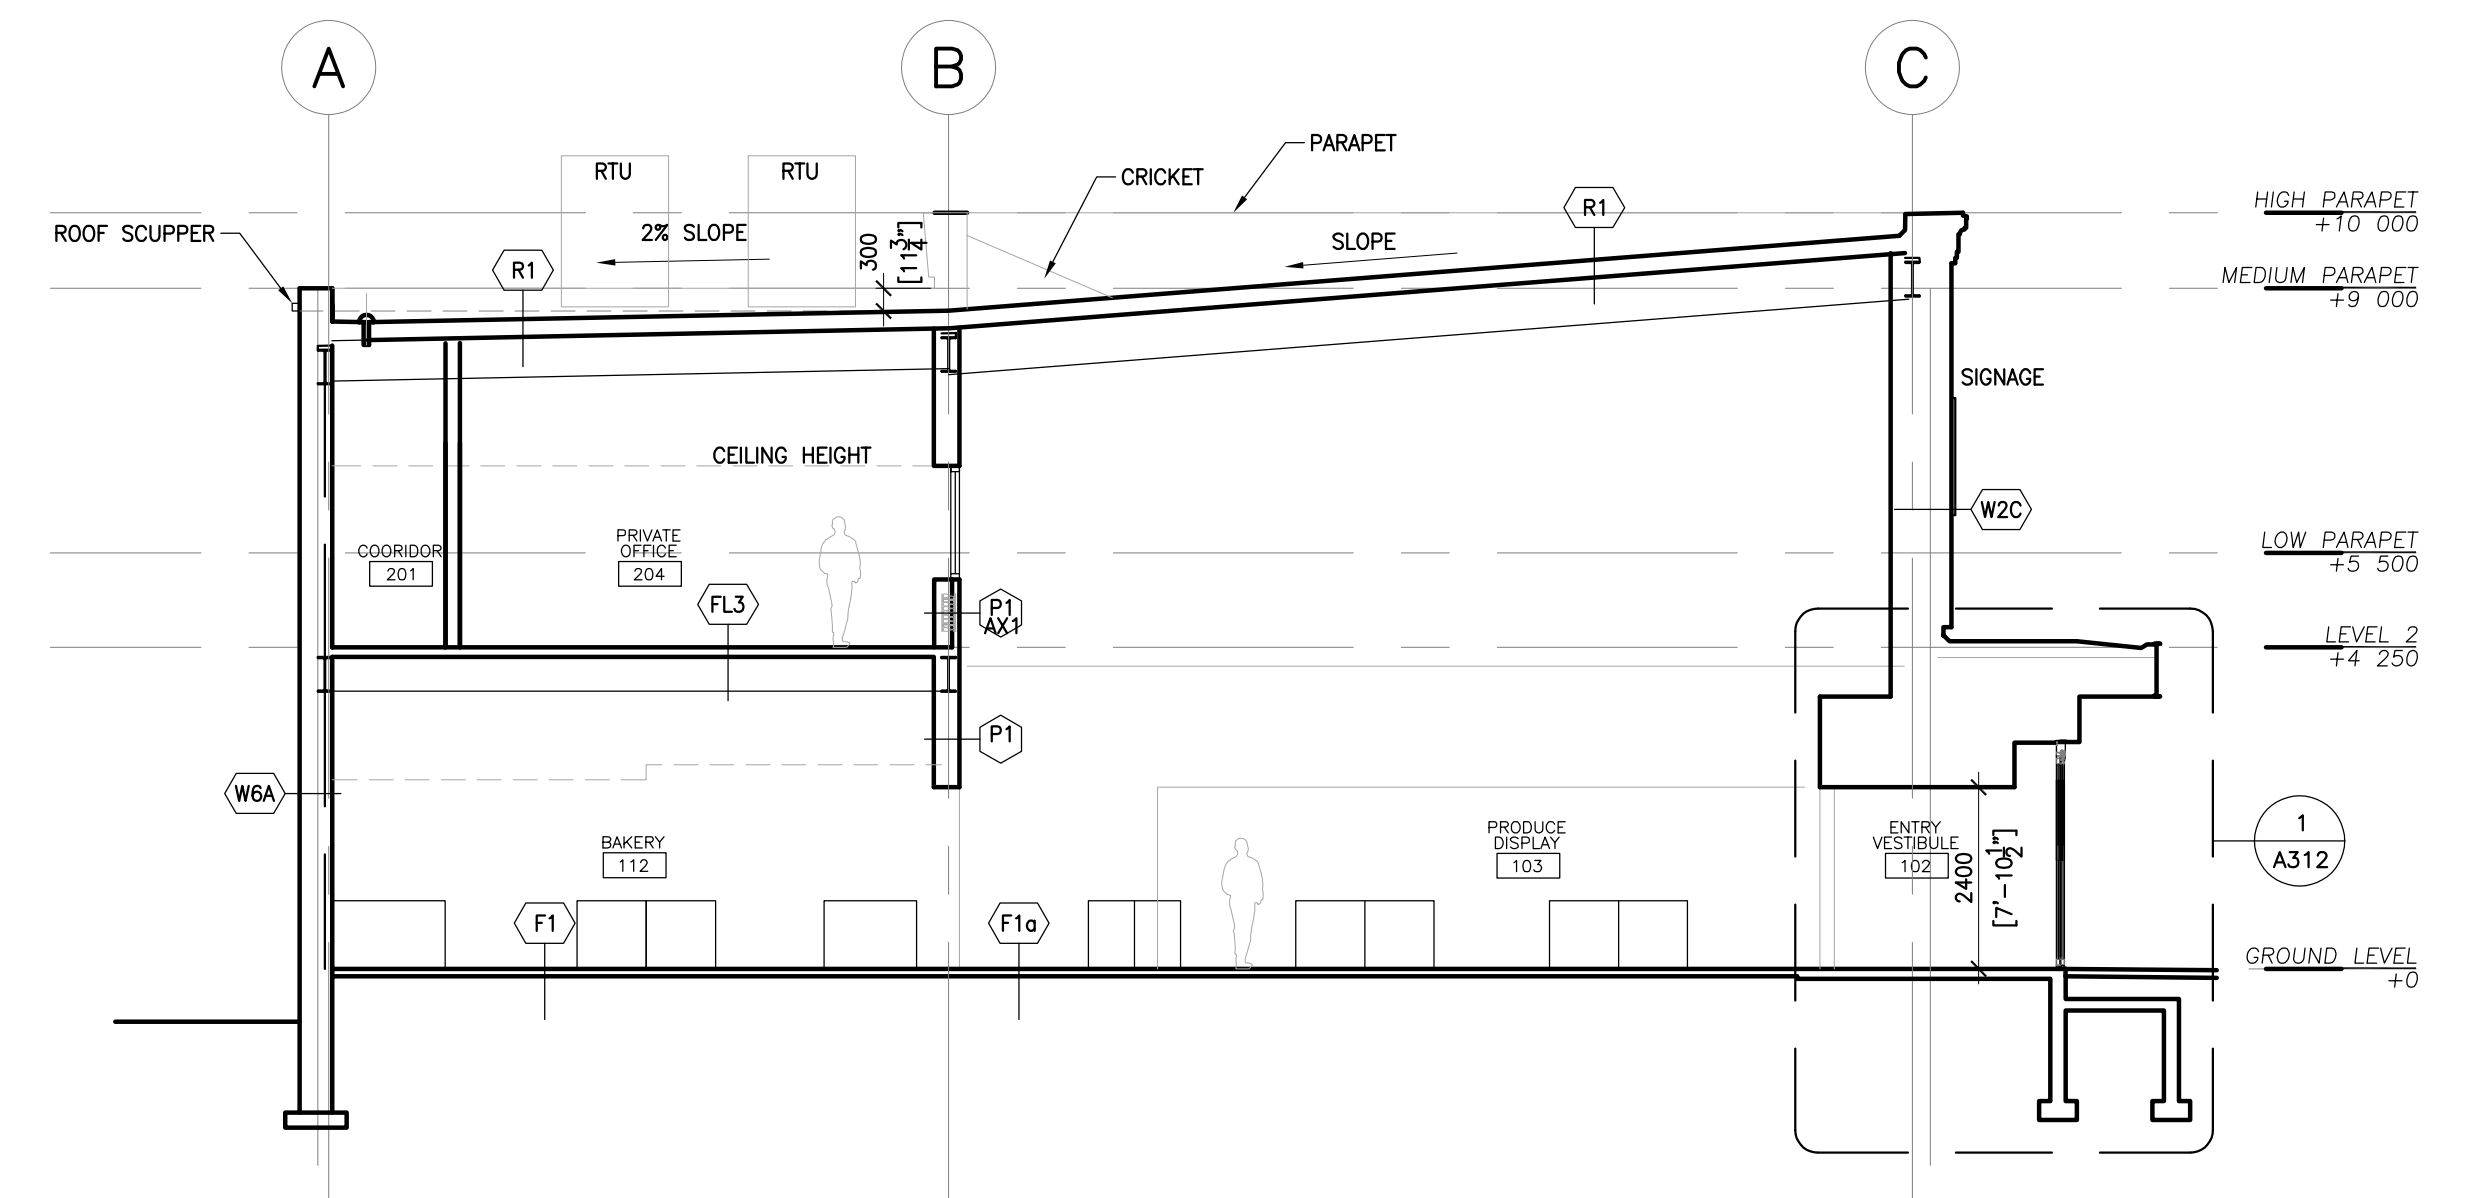 A
B
C
PARAPET
RTU
RTU
CRICKET
HIGH PARAPET
+10 000
R1
ROOF SCUPPER
2% SLOPE
300
[11 3/4"]
SLOPE
R1
MEDIUM PARAPET
+9 000
SIGNAGE
CEILING HEIGHT
W2C
PRIVATE
OFFICE
204
COORIDOR
201
LOW PARAPET
+5 500
FL3
P1
AX1
LEVEL 2
+4 250
P1
W6A
BAKERY
112
PRODUCE
DISPLAY
103
ENTRY
VESTIBULE
102
2400
[7'-10 1/2"]
1
A312
F1
F1a
GROUND LEVEL
+0